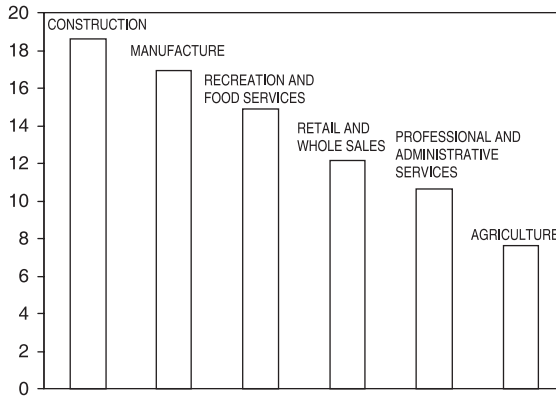 20
18
16
14
12
10
8
6
4
2
0
CONSTRUCTION
MANUFACTURE
RECREATION AND
FOOD SERVICES
RETAIL AND
WHOLE SALES
PROFESSIONAL AND
ADMINISTRATIVE
SERVICES
AGRICULTURE